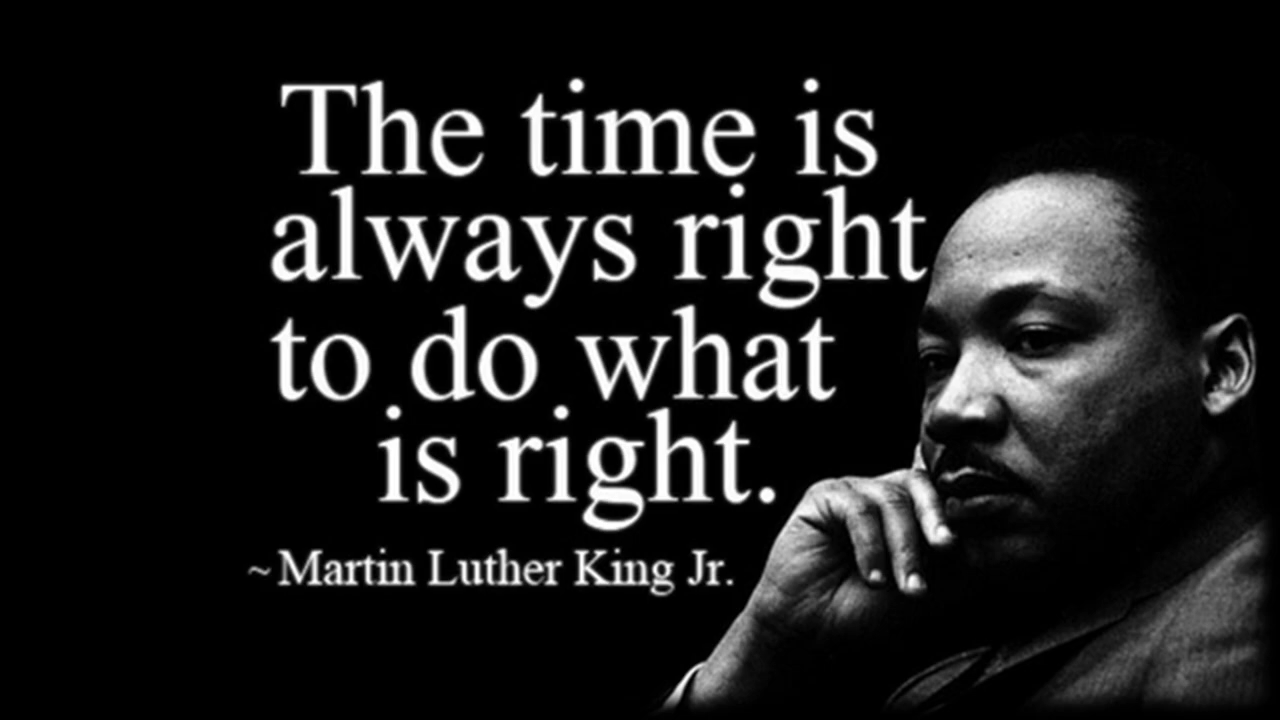 The time is
always right
to do what
is right.
~Martin Luther King Jr.